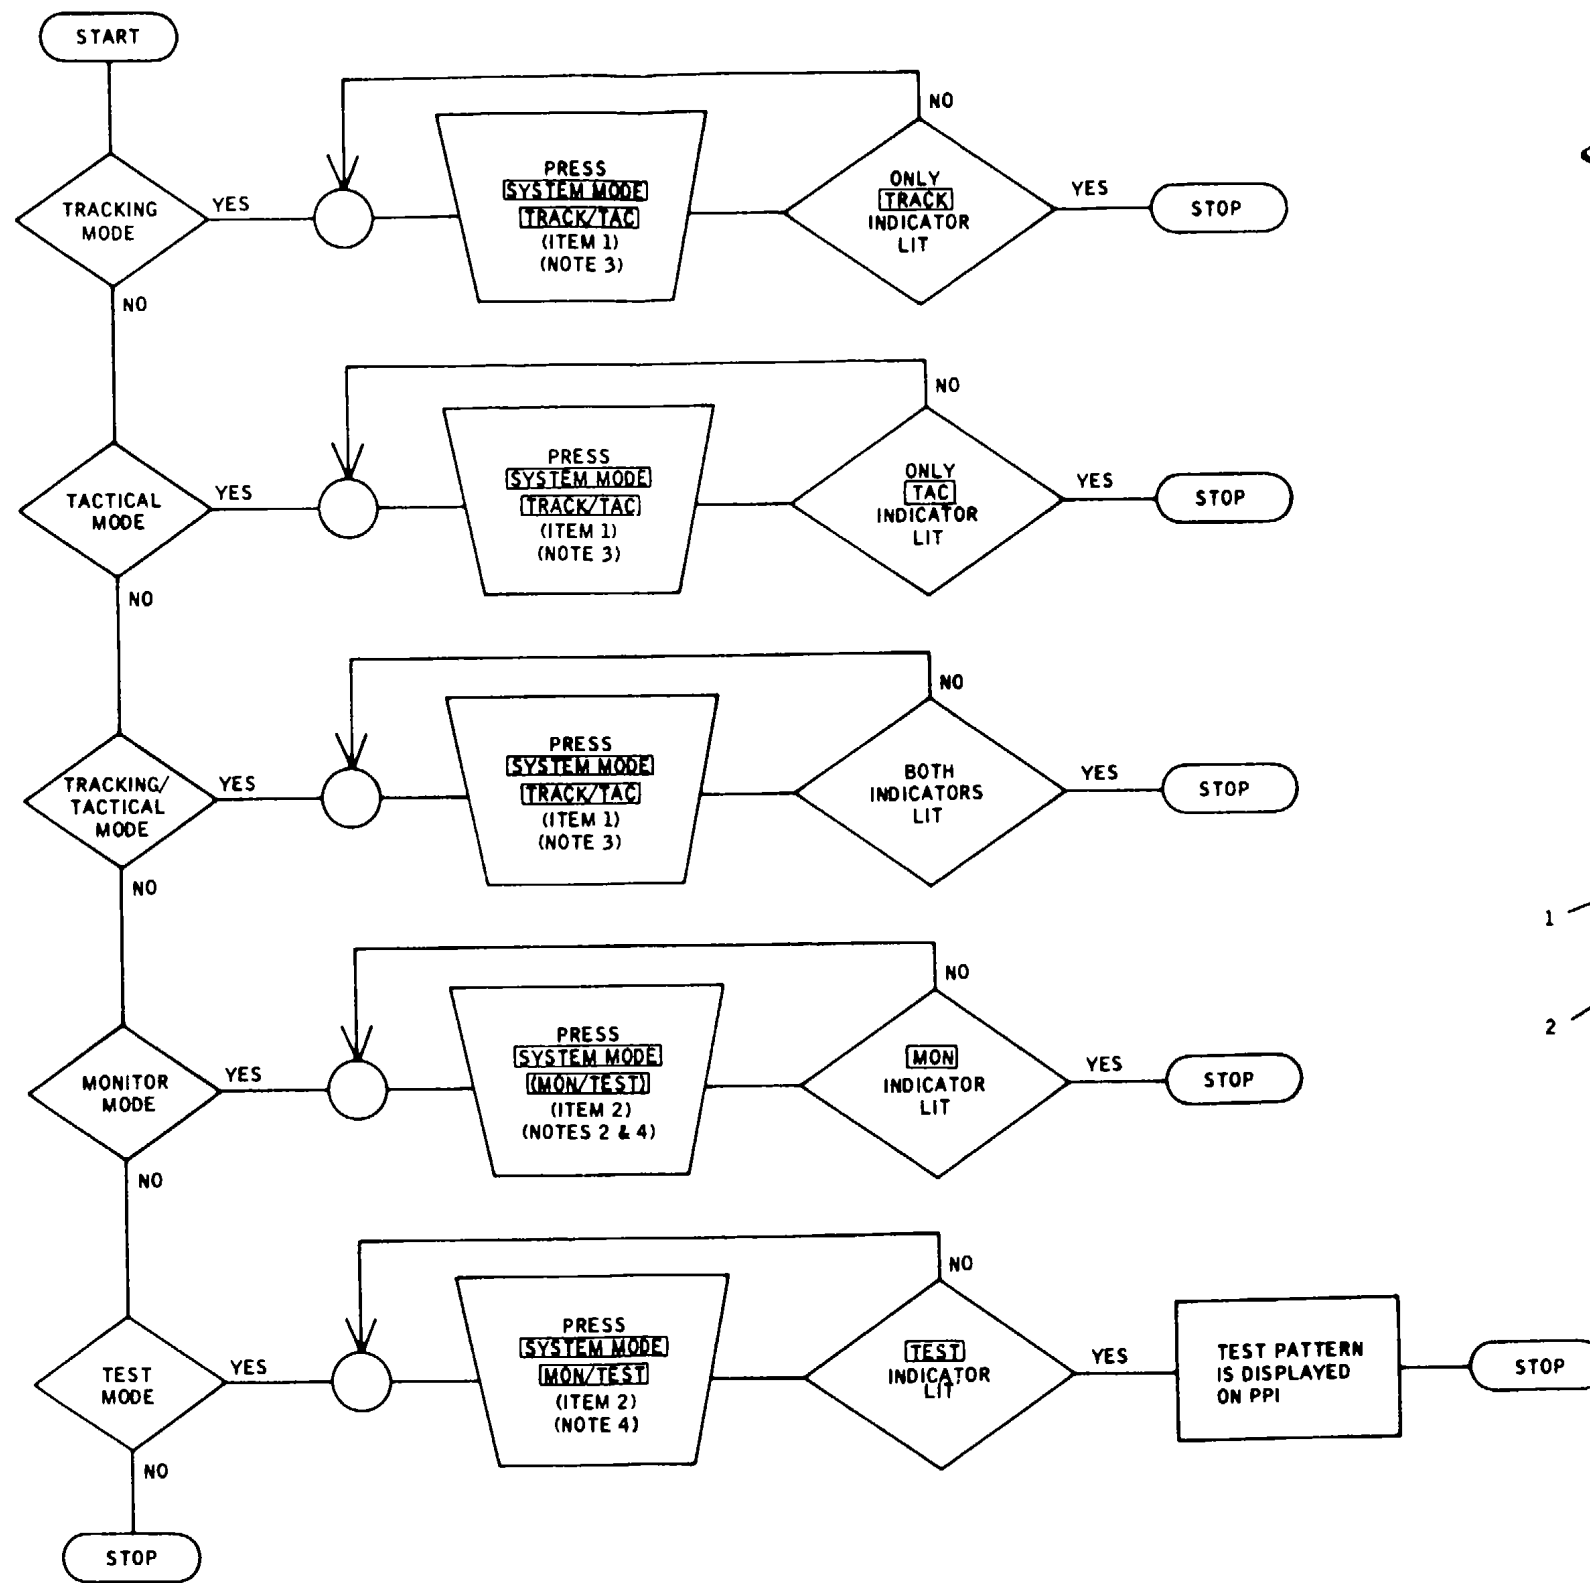 START
TRACKING
MODE
YES
PRESS
SYSTEM MODE
TRACK/TAC
(ITEM 1)
(NOTE 3)
NO
ONLY
TRACK
INDICATOR
LIT
YES
STOP
NO
TACTICAL
MODE
YES
PRESS
SYSTEM MODE
TRACK/TAC
(ITEM 1)
(NOTE 3)
NO
ONLY
TAC
INDICATOR
LIT
YES
STOP
NO
TRACKING/
TACTICAL
MODE
YES
PRESS
SYSTEM MODE
TRACK/TAC
(ITEM 1)
(NOTE 3)
NO
BOTH
INDICATORS
LIT
YES
STOP
NO
1
MONITOR
MODE
YES
PRESS
SYSTEM MODE
(MON/TEST)
(ITEM 2)
(NOTES 2 & 4)
NO
MON
INDICATOR
LIT
YES
STOP
2
NO
TEST
MODE
YES
PRESS
SYSTEM MODE
MON/TEST
(ITEM 2)
(NOTE 4)
NO
TEST
INDICATOR
LIT
YES
TEST PATTERN
IS DISPLAYED
ON PPI
STOP
NO
STOP